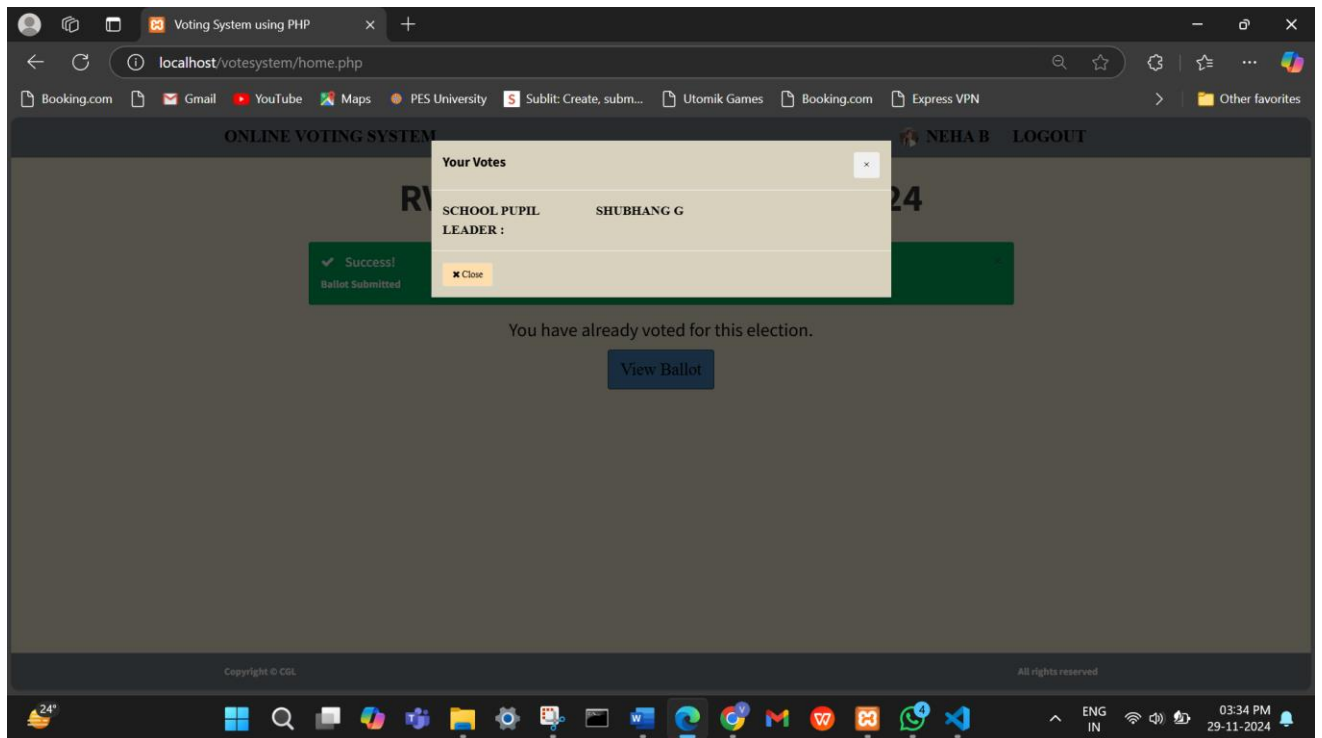 Voting System using PHP
localhost/votesystem/home.php
Booking.com Gmail YouTube Maps PES University Sublit: Create, subm... Utomik Games Booking.com Express VPN Other favorites
ONLINE VOTING SYSTEM NEHA B LOGOUT
24
Your Votes
SCHOOL PUPIL SHUBHANG G
LEADER :
Close
Success!
Ballot Submitted
You have already voted for this election.
View Ballot
Copyright © CGL All rights reserved
24°
4
ENG 03:34 PM
IN 29-11-2024